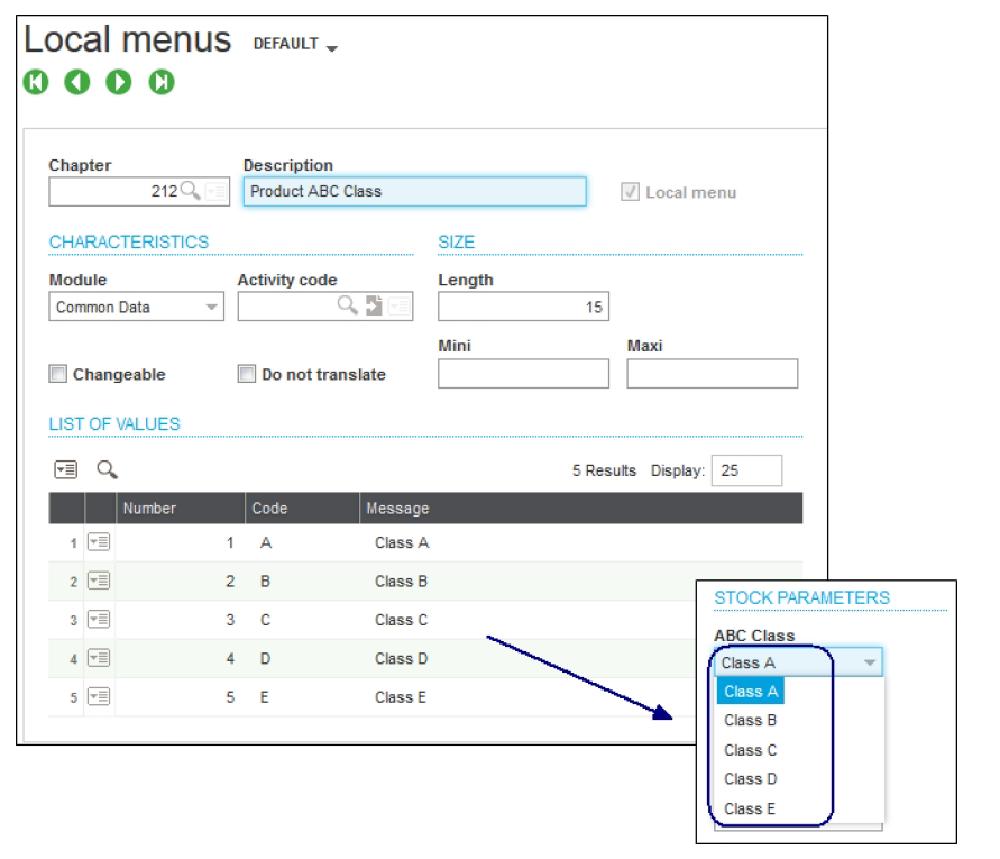 Local menus DEFAULT
Chapter Description
212 Product ABC Class Local menu
CHARACTERISTICS SIZE
Module Activity code Length
Common Data 15
Mini Maxi
Changeable Do not translate
LIST OF VALUES
5 Results Display: 25
Number Code Message
1 1 A Class A
2 2 B Class B
3 3 C Class C
4 4 D Class D
5 5 E Class E
STOCK PARAMETERS
ABC Class
Class A
Class A
Class B
Class C
Class D
Class E